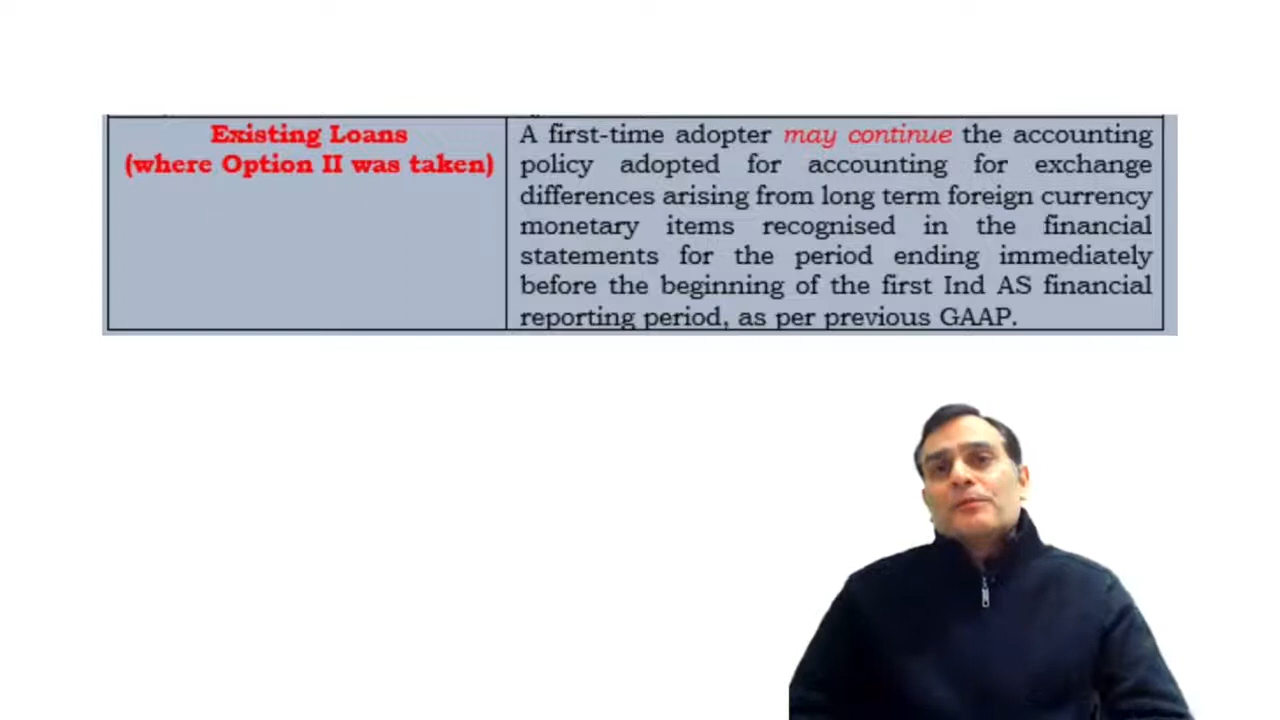 Existing Loans
(where Option II was taken)
A first-time adopter may continue the accounting
policy adopted for accounting for exchange
differences arising from long term foreign currency
monetary items recognised in the financial
statements for the period ending immediately
before the beginning of the first Ind AS financial
reporting period, as per previous GAAP.